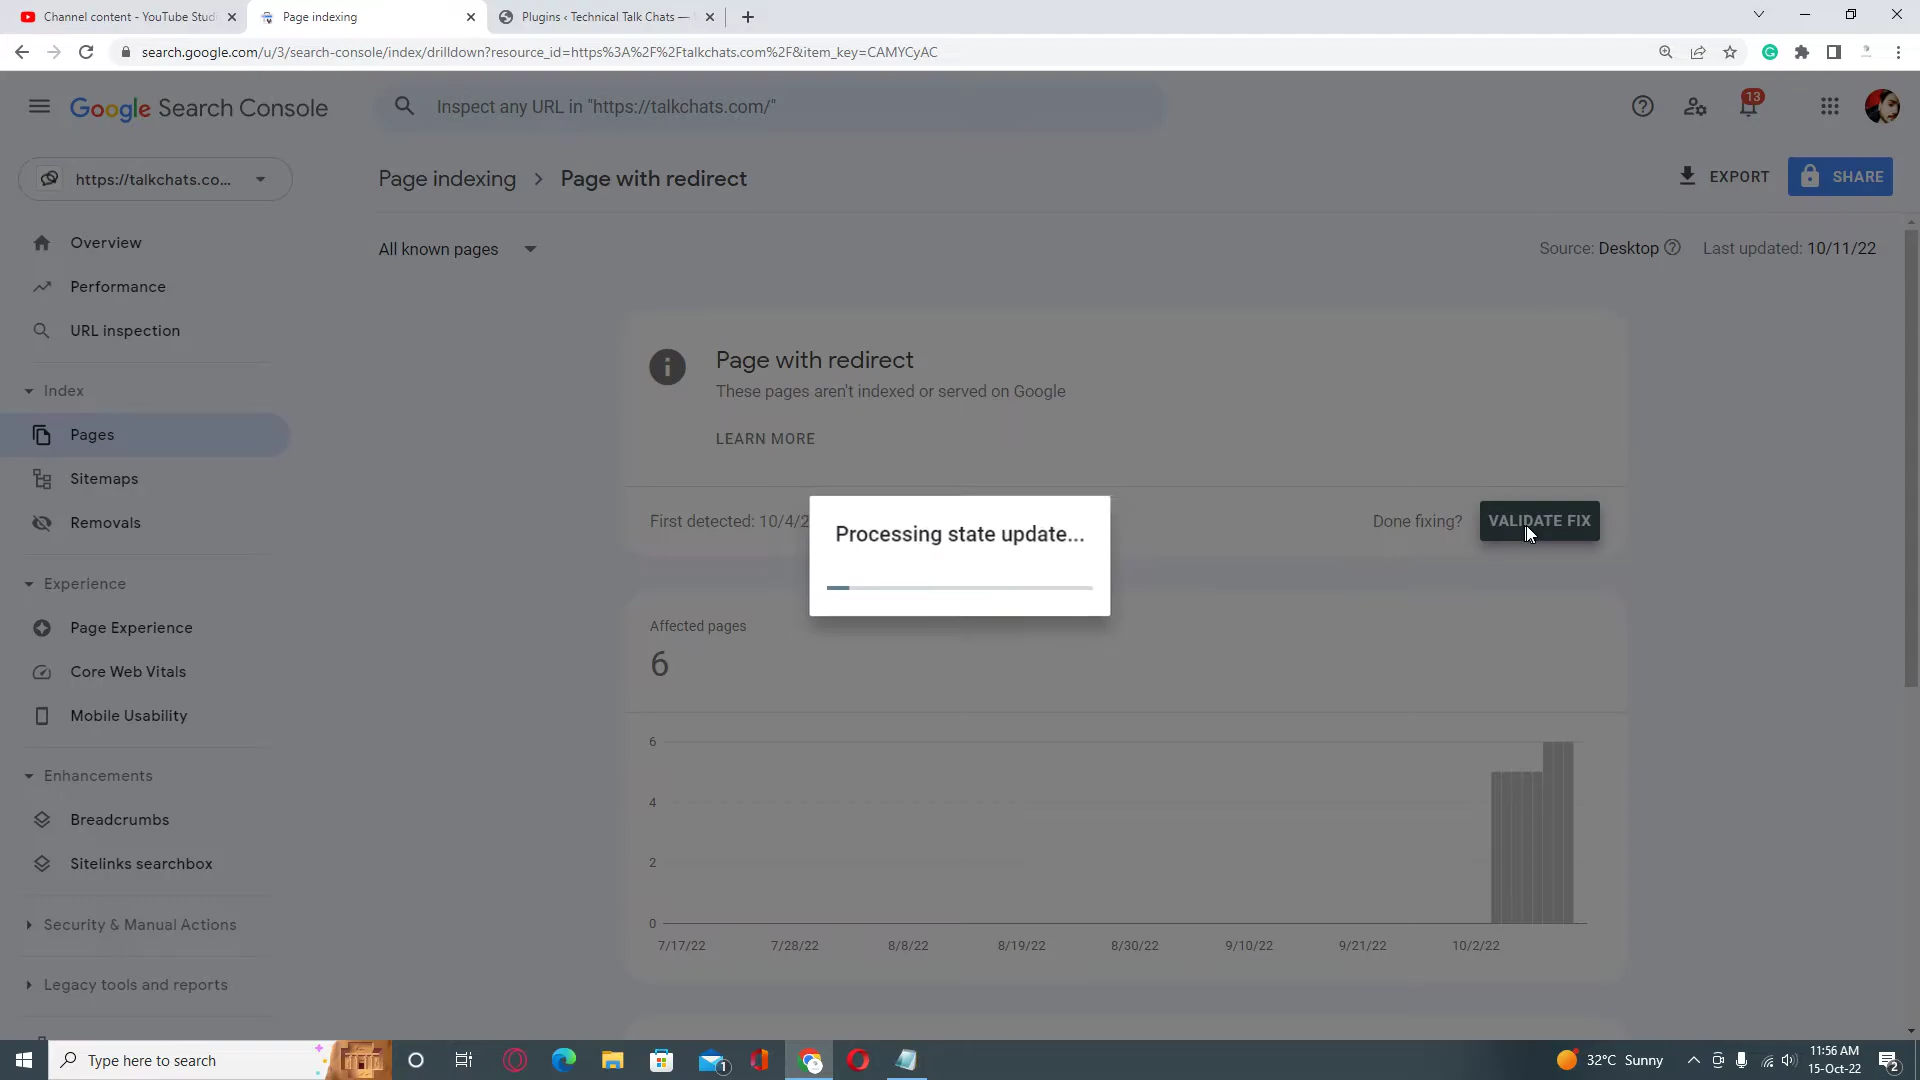 Channel content - YouTube Studi
Page indexing
Plugins ‹ Technical Talk Chats —
search.google.com/u/3/search-console/index/drilldown?resource_id=https%3A%2F%2Ftalkchats.com%2F&item_key=CAMYCyAC
Google Search Console
Inspect any URL in "https://talkchats.com/"
13
https://talkchats.co...
Page indexing > Page with redirect
EXPORT
SHARE
All known pages
Source: Desktop
Last updated: 10/11/22
Overview
Performance
URL inspection
Index
Pages
Sitemaps
Removals
Experience
Page Experience
Core Web Vitals
Mobile Usability
Enhancements
Breadcrumbs
Sitelinks searchbox
Security & Manual Actions
Legacy tools and reports
Page with redirect
These pages aren't indexed or served on Google
LEARN MORE
First detected: 10/4/2
Done fixing?
VALIDATE FIX
Processing state update...
Affected pages
6
6
4
2
0
7/17/22 7/28/22 8/8/22 8/19/22 8/30/22 9/10/22 9/21/22 10/2/22
Type here to search
1
32°C Sunny
11:56 AM
15-Oct-22
2